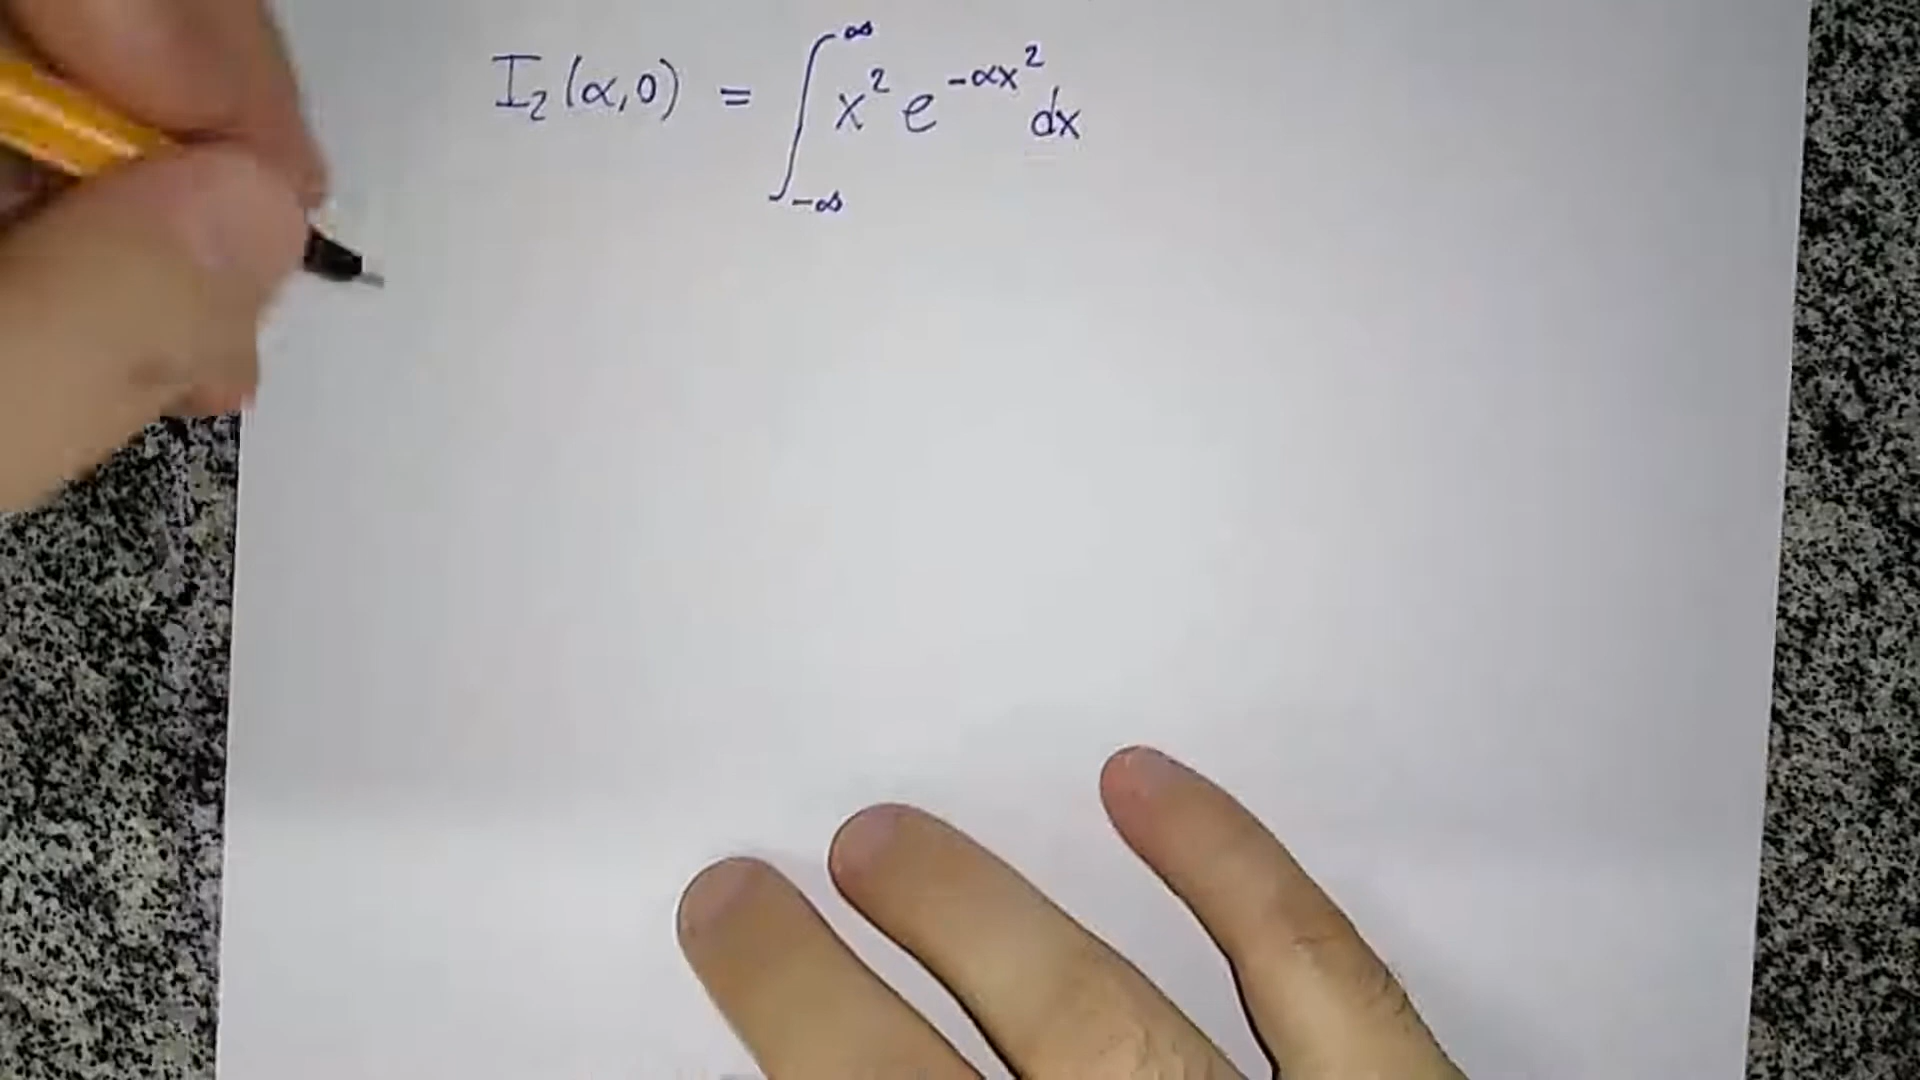 I₂(α,0) = ∫_{-∞}^{∞} x² e^{-αx²} dx